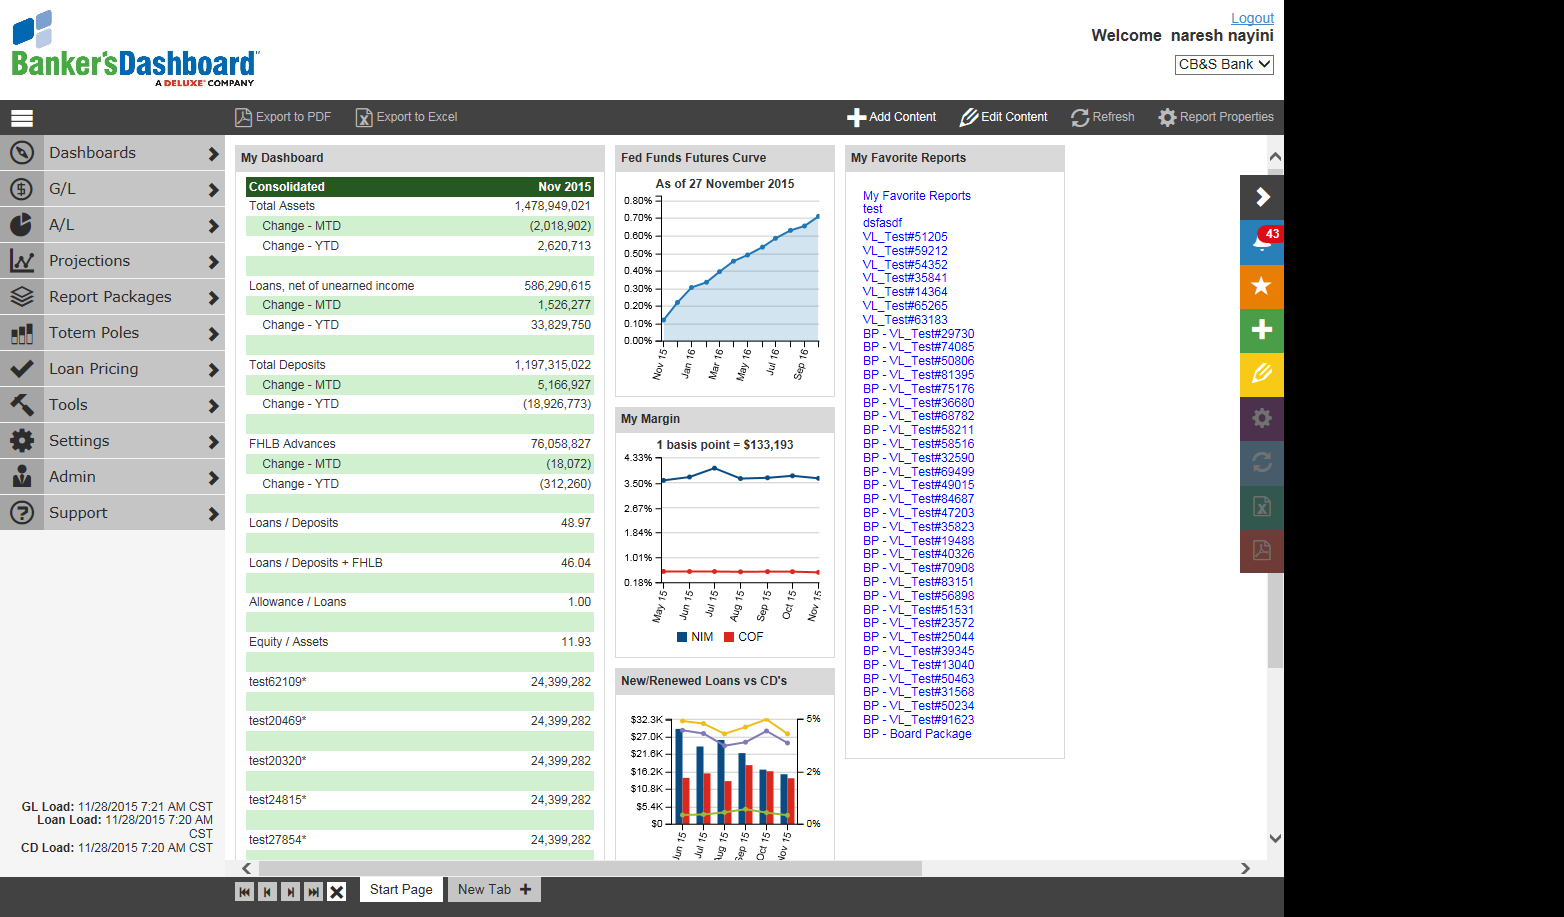 Logout
Banker'sDashboard
A DELUXE COMPANY
Welcome naresh nayini
CB&S Bank
Export to PDF Export to Excel Add Content Edit Content Refresh Report Properties
Dashboards
G/L
A/L
Projections
Report Packages
Totem Poles
Loan Pricing
Tools
Settings
Admin
Support
GL Load: 11/28/2015 7:21 AM CST
Loan Load: 11/28/2015 7:20 AM
CST
CD Load: 11/28/2015 7:20 AM CST
My Dashboard
Consolidated Nov 2015
Total Assets 1,478,949,021
Change - MTD (2,018,902)
Change - YTD 2,620,713
Loans, net of unearned income 586,290,615
Change - MTD 1,526,277
Change - YTD 33,829,750
Total Deposits 1,197,315,022
Change - MTD 5,166,927
Change - YTD (18,926,773)
FHLB Advances 76,058,827
Change - MTD (18,072)
Change - YTD (312,260)
Loans / Deposits 48.97
Loans / Deposits + FHLB 46.04
Allowance / Loans 1.00
Equity / Assets 11.93
test62109* 24,399,282
test20469* 24,399,282
test20320* 24,399,282
test24815* 24,399,282
test27854* 24,399,282
Fed Funds Futures Curve
As of 27 November 2015
0.80%
0.70%
0.60%
0.50%
0.40%
0.30%
0.20%
0.10%
0.00%
Nov 15 Jan 16 Mar 16 May 16 Jul 16 Sep 16
My Margin
1 basis point = $133,193
4.33%
3.50%
2.67%
1.84%
1.01%
0.18%
May 15 Jun 15 Jul 15 Aug 15 Sep 15 Oct 15 Nov 15
NIM COF
New/Renewed Loans vs CD's
$32.3K 5%
$27.0K
$21.6K
$16.2K 2%
$10.8K
$5.4K
$0 0%
Jun 15 Jul 15 Aug 15 Sep 15 Oct 15 Nov 15
My Favorite Reports
My Favorite Reports
test
dsfasdf
VL_Test#51205
VL_Test#59212
VL_Test#54352
VL_Test#35841
VL_Test#14364
VL_Test#65265
VL_Test#63183
BP - VL_Test#29730
BP - VL_Test#74085
BP - VL_Test#50806
BP - VL_Test#81395
BP - VL_Test#75176
BP - VL_Test#36680
BP - VL_Test#68782
BP - VL_Test#58211
BP - VL_Test#58516
BP - VL_Test#32590
BP - VL_Test#69499
BP - VL_Test#49015
BP - VL_Test#84687
BP - VL_Test#47203
BP - VL_Test#35823
BP - VL_Test#19488
BP - VL_Test#40326
BP - VL_Test#70908
BP - VL_Test#83151
BP - VL_Test#56898
BP - VL_Test#51531
BP - VL_Test#23572
BP - VL_Test#25044
BP - VL_Test#39345
BP - VL_Test#13040
BP - VL_Test#50463
BP - VL_Test#31568
BP - VL_Test#50234
BP - VL_Test#91623
BP - Board Package
43
Start Page New Tab